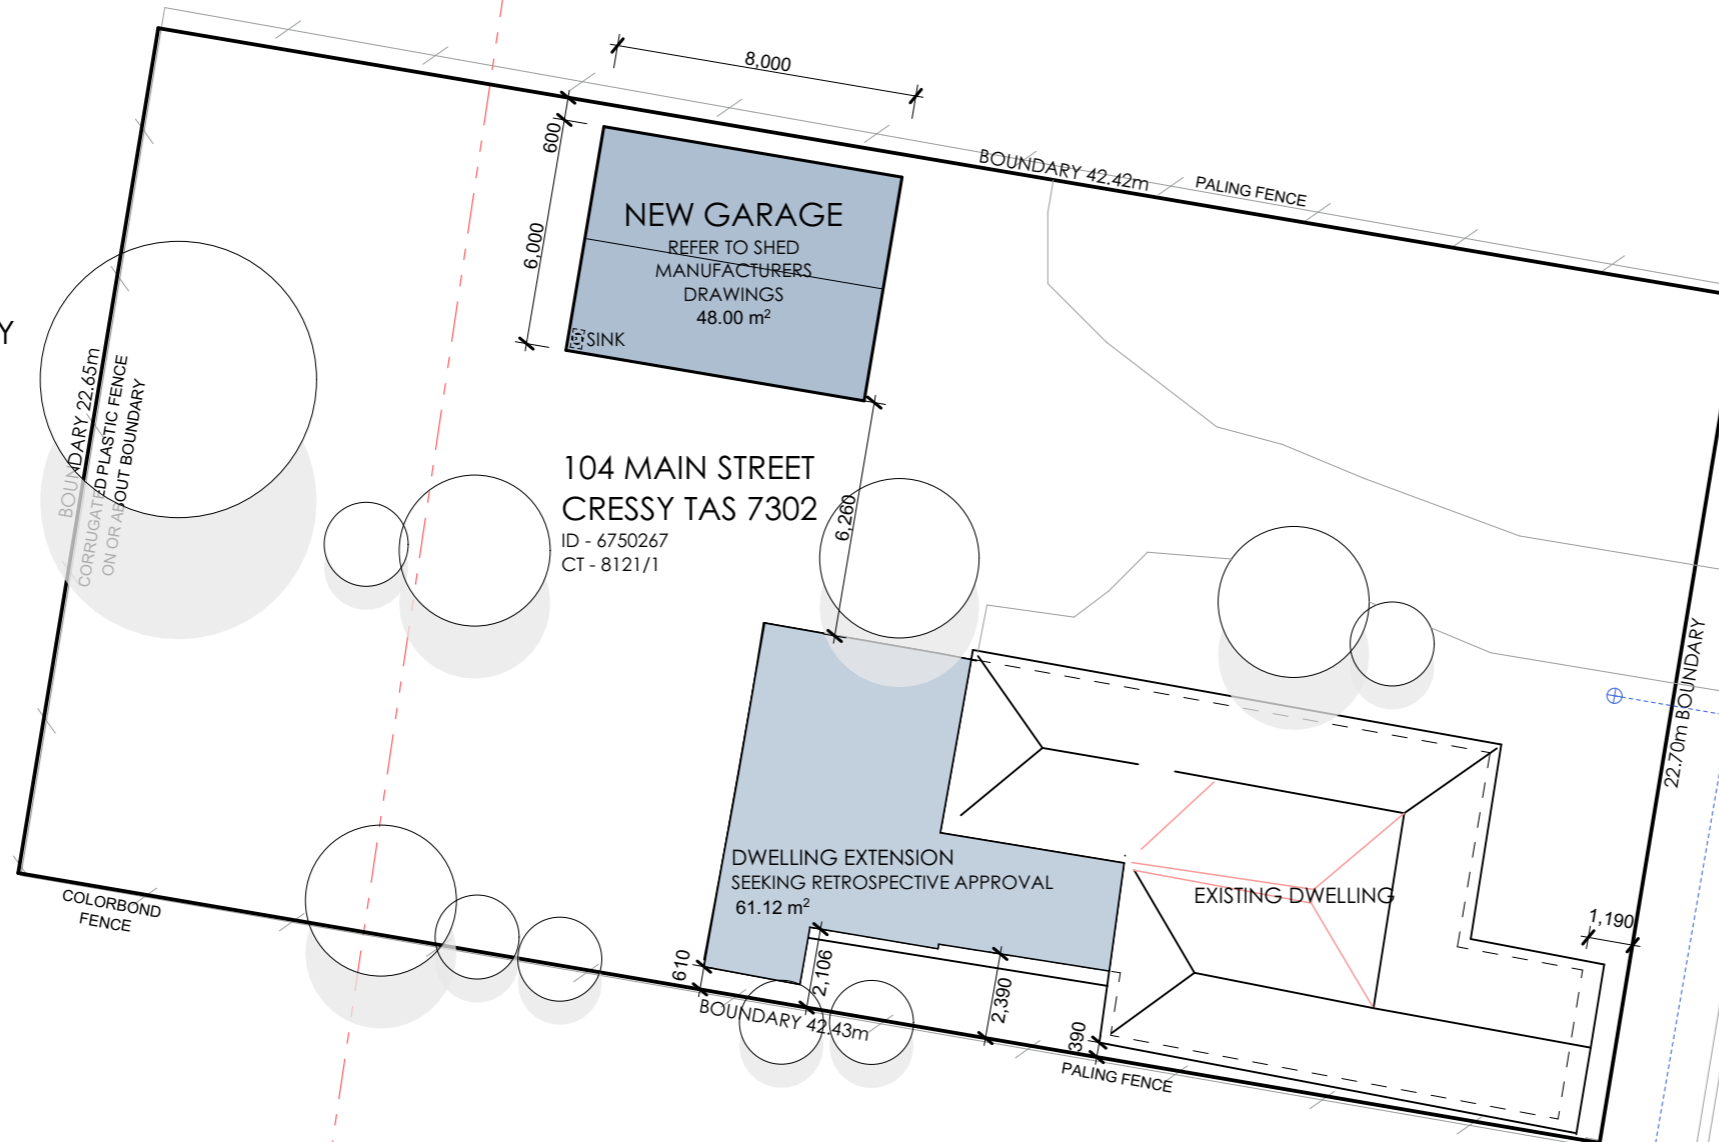 8,000
600
BOUNDARY 42.42m
PALING FENCE
6,000
NEW GARAGE
REFER TO SHED
MANUFACTURERS
DRAWINGS
48.00 m²
SINK
Y
BOUNDARY 22.65m
CORRUGATED PLASTIC FENCE
ON OR ABOUT BOUNDARY
104 MAIN STREET
CRESSY TAS 7302
ID - 6750267
CT - 8121/1
6,260
22.70m BOUNDARY
DWELLING EXTENSION
SEEKING RETROSPECTIVE APPROVAL
61.12 m²
EXISTING DWELLING
1,190
COLORBOND
FENCE
610
2,106
2,390
390
BOUNDARY 42.43m
PALING FENCE